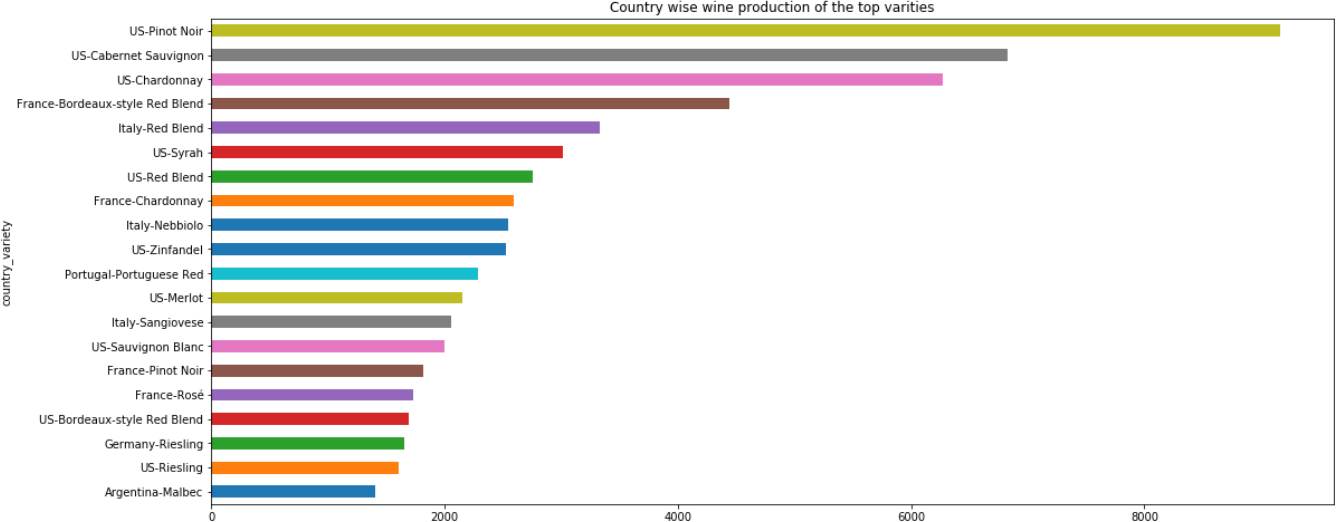 Country wise wine production of the top varities
country_variety
US-Pinot Noir
US-Cabernet Sauvignon
US-Chardonnay
France-Bordeaux-style Red Blend
Italy-Red Blend
US-Syrah
US-Red Blend
France-Chardonnay
Italy-Nebbiolo
US-Zinfandel
Portugal-Portuguese Red
US-Merlot
Italy-Sangiovese
US-Sauvignon Blanc
France-Pinot Noir
France-Rosé
US-Bordeaux-style Red Blend
Germany-Riesling
US-Riesling
Argentina-Malbec
0 2000 4000 6000 8000